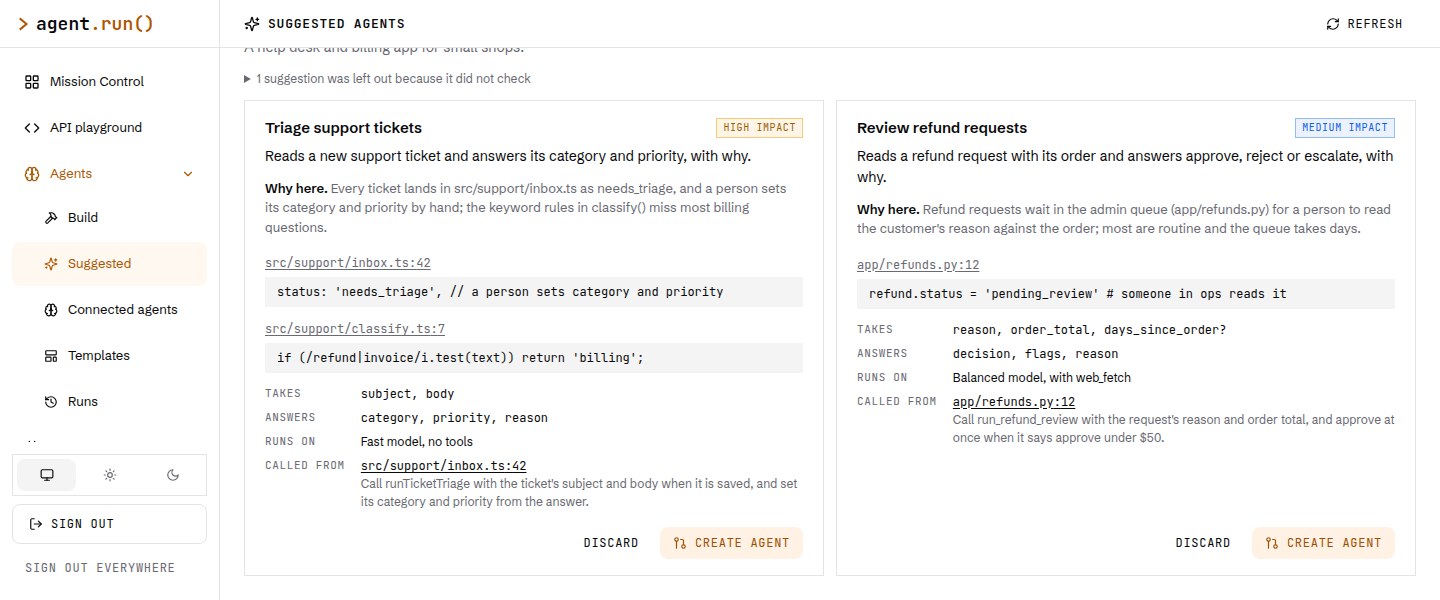 agent.run()
SUGGESTED AGENTS
REFRESH
Mission Control
API playground
Agents
Build
Suggested
Connected agents
Templates
Runs
SIGN OUT
SIGN OUT EVERYWHERE
A help desk and billing app for small shops.
1 suggestion was left out because it did not check
Triage support tickets
HIGH IMPACT
Reads a new support ticket and answers its category and priority, with why.
Why here. Every ticket lands in src/support/inbox.ts as needs_triage, and a person sets
its category and priority by hand; the keyword rules in classify() miss most billing
questions.
src/support/inbox.ts:42
status: 'needs_triage', // a person sets category and priority
src/support/classify.ts:7
if (/refund|invoice/i.test(text)) return 'billing';
TAKES subject, body
ANSWERS category, priority, reason
RUNS ON Fast model, no tools
CALLED FROM src/support/inbox.ts:42
Call runTicketTriage with the ticket's subject and body when it is saved, and set
its category and priority from the answer.
DISCARD
CREATE AGENT
Review refund requests
MEDIUM IMPACT
Reads a refund request with its order and answers approve, reject or escalate, with
why.
Why here. Refund requests wait in the admin queue (app/refunds.py) for a person to read
the customer's reason against the order; most are routine and the queue takes days.
app/refunds.py:12
refund.status = 'pending_review' # someone in ops reads it
TAKES reason, order_total, days_since_order?
ANSWERS decision, flags, reason
RUNS ON Balanced model, with web_fetch
CALLED FROM app/refunds.py:12
Call run_refund_review with the request's reason and order total, and approve at
once when it says approve under $50.
DISCARD
CREATE AGENT